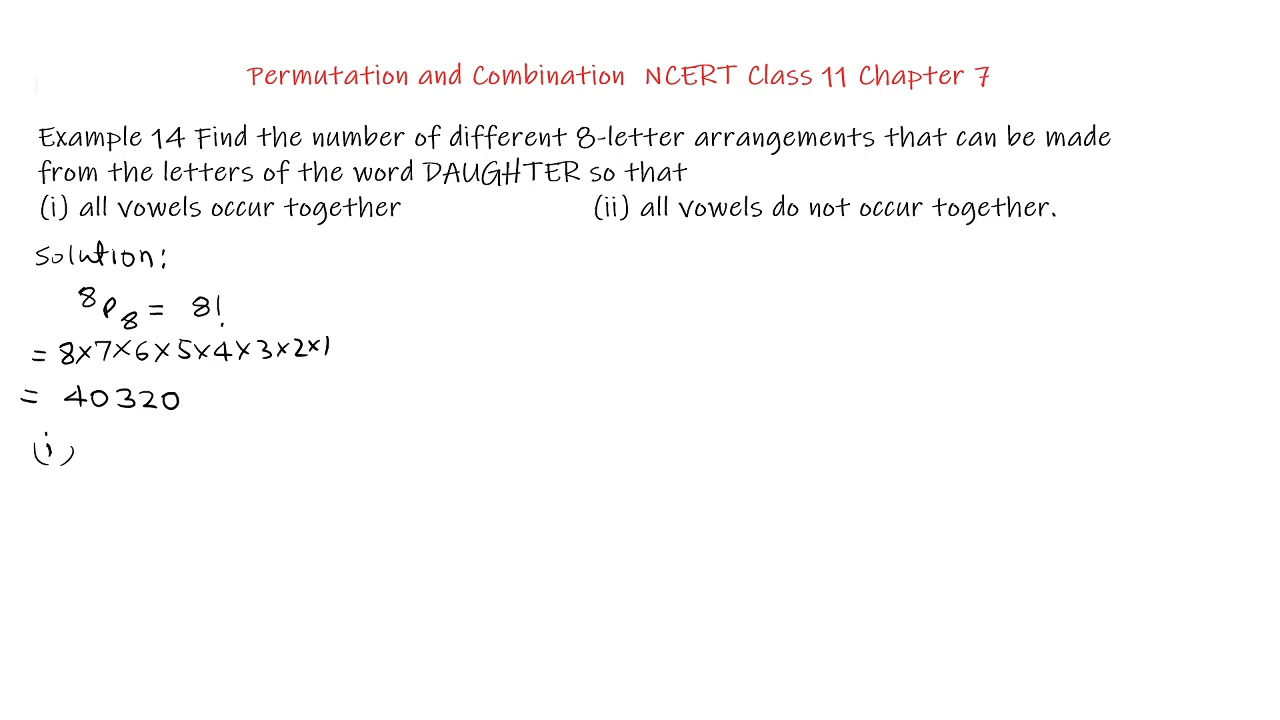 Permutation and Combination NCERT Class 11 Chapter 7
Example 14 Find the number of different 8-letter arrangements that can be made
from the letters of the word DAUGHTER so that
(i) all vowels occur together (ii) all vowels do not occur together.
Solution:
⁸P₈ = 8!
= 8×7×6×5×4×3×2×1
= 40320
(i)